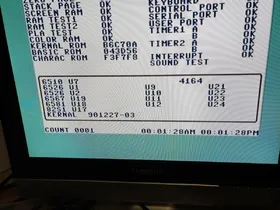 STACK PAGE OK CONTROL PORT OK
SCREEN RAM OK SERIAL PORT OK
RAM TEST1 OK USER PORT OK
RAM TEST2 OK TIMER1 A OK
PLA TEST OK B OK
COLOR RAM OK TIMER2 A OK
KERNAL ROM B6C70A B OK
BASIC ROM 043D56 INTERRUPT OK
CHARAC ROM F3F7F8 SOUND TEST
6510 U7 4164
6526 U1 U9 U21
6526 U2 U10 U22
6567 U19 U11 U23
6581 U18 U12 U24
8251 U17
KERNAL 901227-03
COUNT 0001 00:01:28AM 00:01:28PM